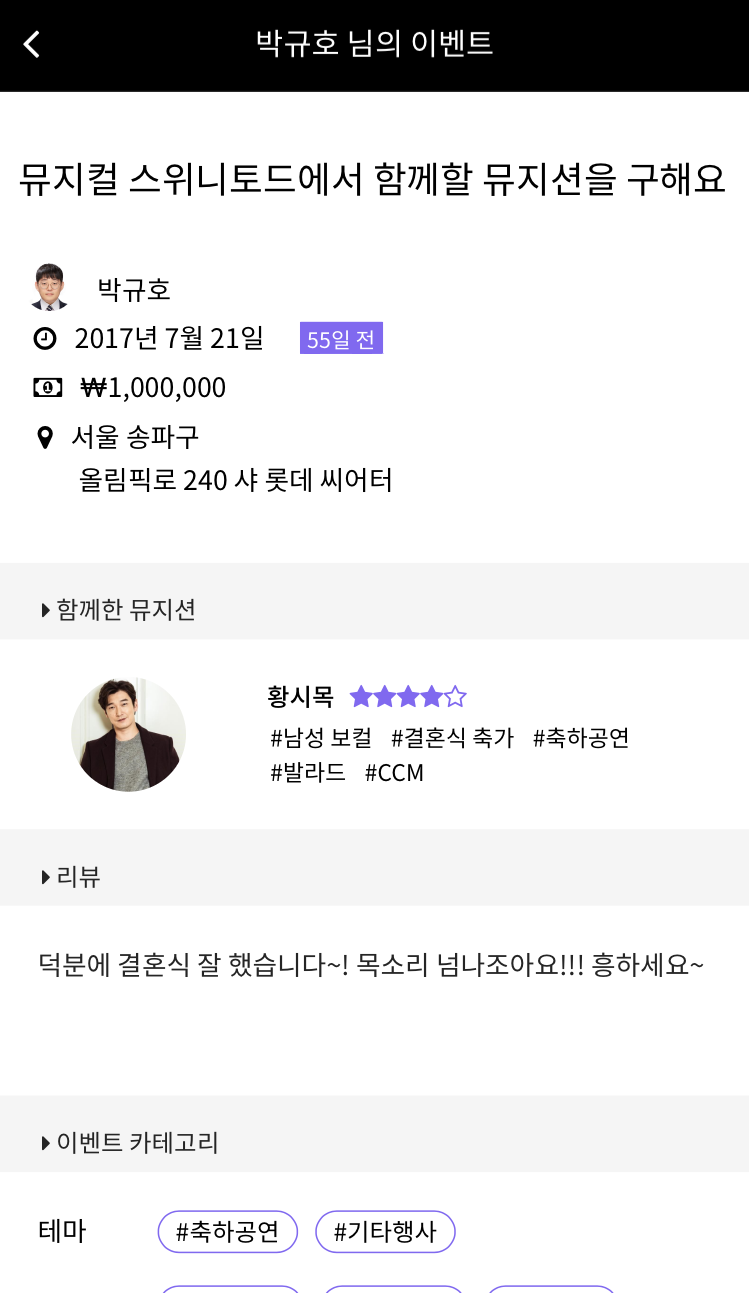 박규호 님의 이벤트
뮤지컬 스위니토드에서 함께할 뮤지션을 구해요
박규호
2017년 7월 21일 55일 전
₩1,000,000
서울 송파구
올림픽로 240 샤 롯데 씨어터
함께한 뮤지션
황시목
#남성 보컬 #결혼식 축가 #축하공연
#발라드 #CCM
리뷰
덕분에 결혼식 잘 했습니다~! 목소리 넘나조아요!!! 흥하세요~
이벤트 카테고리
테마 #축하공연 #기타행사